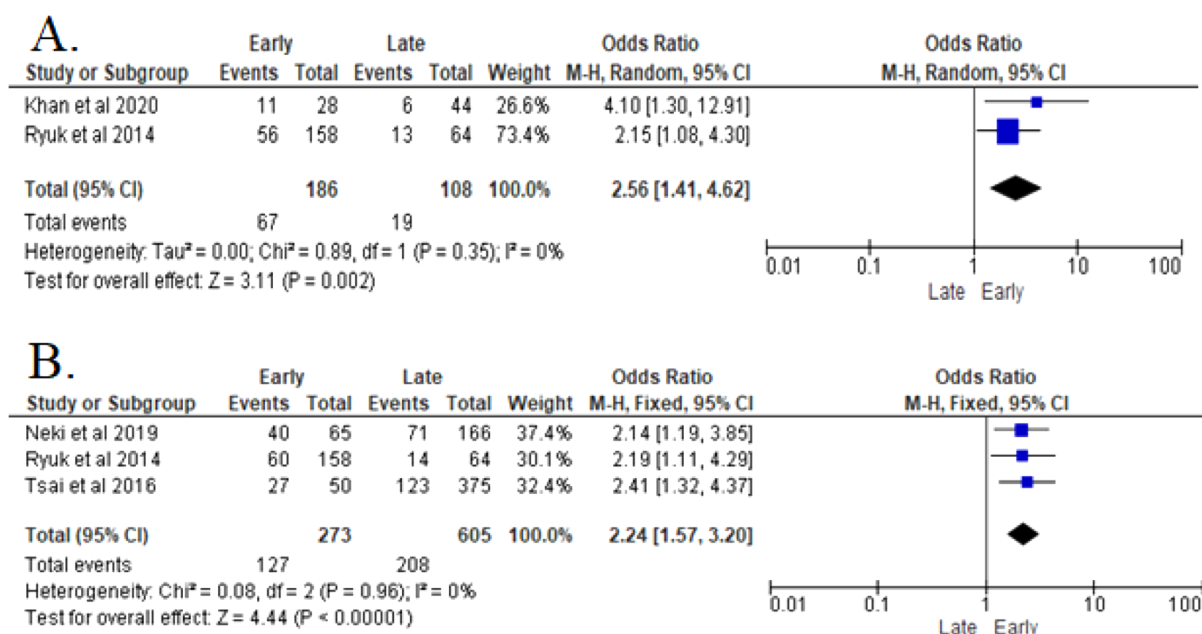 A.
Early Late Odds Ratio Odds Ratio
Study or Subgroup Events Total Events Total Weight M-H, Random, 95% CI M-H, Random, 95% CI
Khan et al 2020 11 28 6 44 26.6% 4.10 [1.30, 12.91]
Ryuk et al 2014 56 158 13 64 73.4% 2.15 [1.08, 4.30]
Total (95% CI) 186 108 100.0% 2.56 [1.41, 4.62]
Total events 67 19
Heterogeneity: Tau² = 0.00; Chi² = 0.89, df = 1 (P = 0.35); I² = 0%
Test for overall effect: Z = 3.11 (P = 0.002)
0.01 0.1 1 10 100
Late Early
B.
Early Late Odds Ratio Odds Ratio
Study or Subgroup Events Total Events Total Weight M-H, Fixed, 95% CI M-H, Fixed, 95% CI
Neki et al 2019 40 65 71 166 37.4% 2.14 [1.19, 3.85]
Ryuk et al 2014 60 158 14 64 30.1% 2.19 [1.11, 4.29]
Tsai et al 2016 27 50 123 375 32.4% 2.41 [1.32, 4.37]
Total (95% CI) 273 605 100.0% 2.24 [1.57, 3.20]
Total events 127 208
Heterogeneity: Chi² = 0.08, df = 2 (P = 0.96); I² = 0%
Test for overall effect: Z = 4.44 (P < 0.00001)
0.01 0.1 1 10 100
Late Early